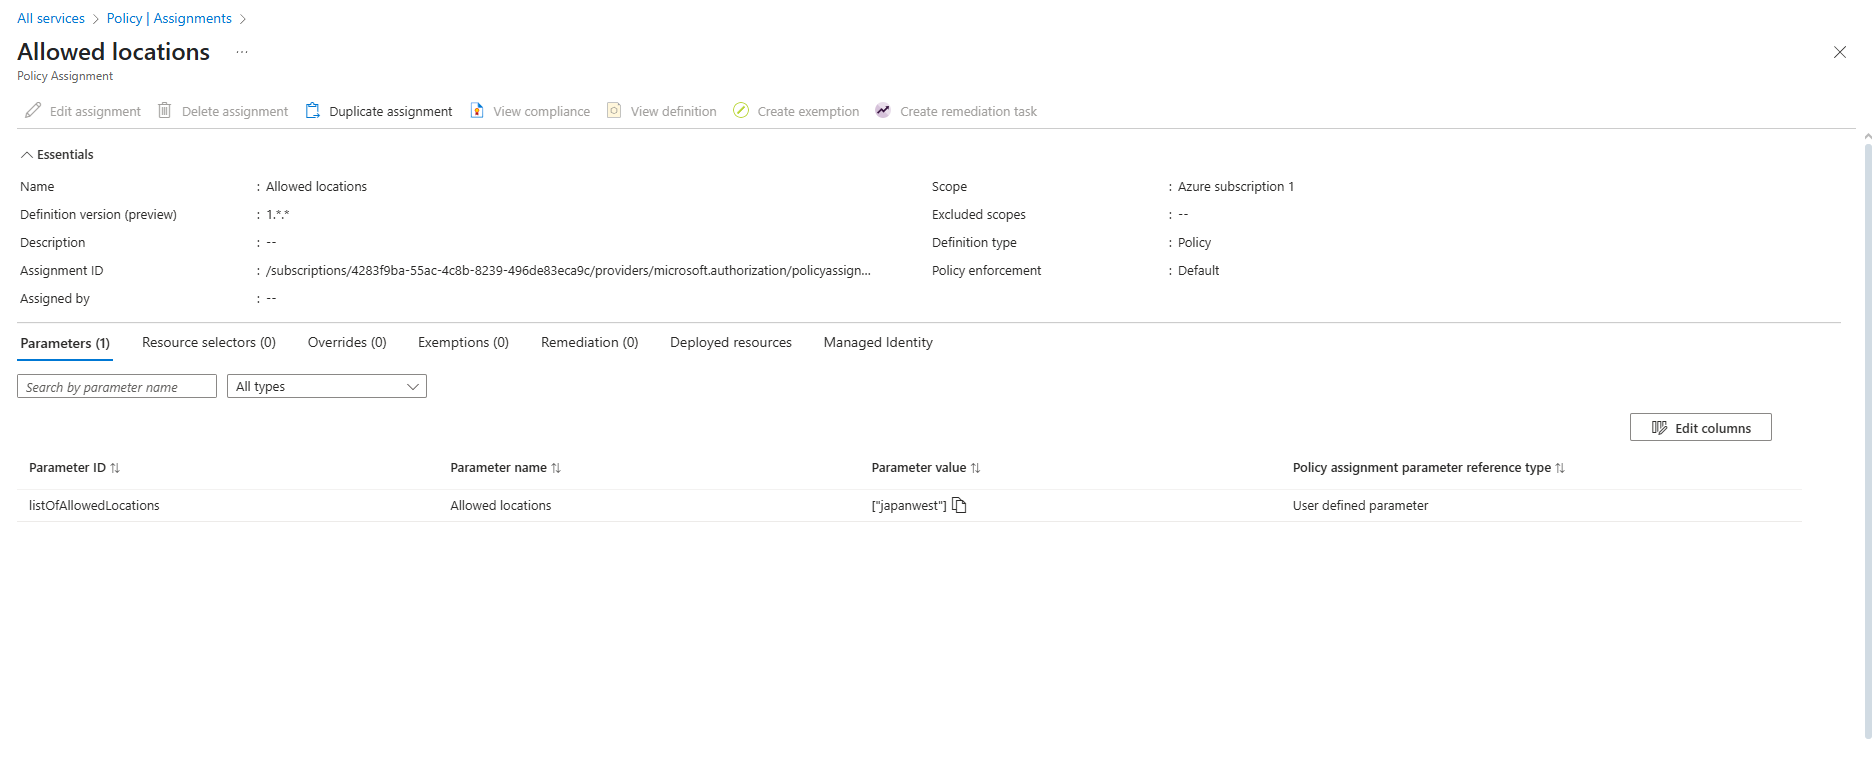 All services > Policy | Assignments >
Allowed locations ...
Policy Assignment
Edit assignment Delete assignment Duplicate assignment View compliance View definition Create exemption Create remediation task
Essentials
Name : Allowed locations Scope : Azure subscription 1
Definition version (preview) : 1.*.* Excluded scopes : --
Description : -- Definition type : Policy
Assignment ID : /subscriptions/4283f9ba-55ac-4c8b-8239-496de83eca9c/providers/microsoft.authorization/policyassign... Policy enforcement : Default
Assigned by : --
Parameters (1) Resource selectors (0) Overrides (0) Exemptions (0) Remediation (0) Deployed resources Managed Identity
Search by parameter name All types
Edit columns
Parameter ID Parameter name Parameter value Policy assignment parameter reference type
listOfAllowedLocations Allowed locations ["japanwest"] User defined parameter